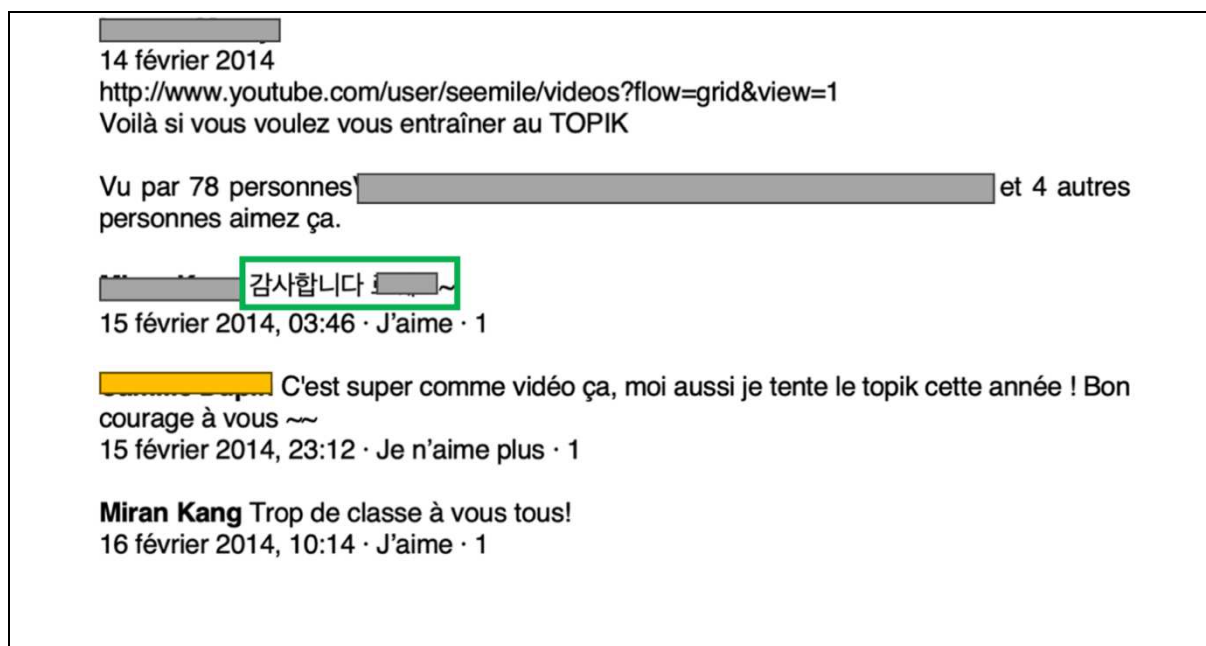 14 février 2014
http://www.youtube.com/user/seemile/videos?flow=grid&view=1
Voilà si vous voulez vous entraîner au TOPIK
Vu par 78 personnes et 4 autres
personnes aimez ça.
감사합니다 ~
15 février 2014, 03:46 · J'aime · 1
C'est super comme vidéo ça, moi aussi je tente le topik cette année ! Bon
courage à vous ~~
15 février 2014, 23:12 · Je n’aime plus · 1
Miran Kang Trop de classe à vous tous!
16 février 2014, 10:14 · J’aime · 1